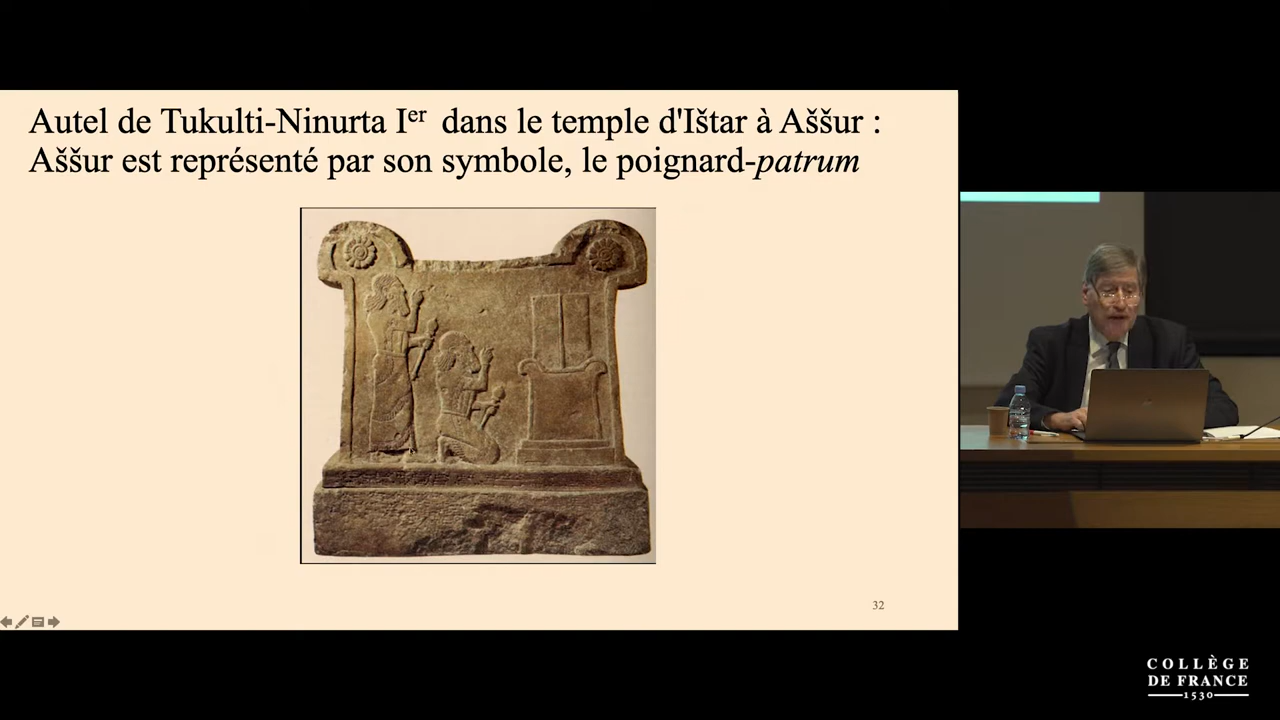 Autel de Tukulti-Ninurta Iᵉʳ dans le temple d'Ištar à Aššur :
Aššur est représenté par son symbole, le poignard-patrum
32
COLLÈGE
DE FRANCE
1530